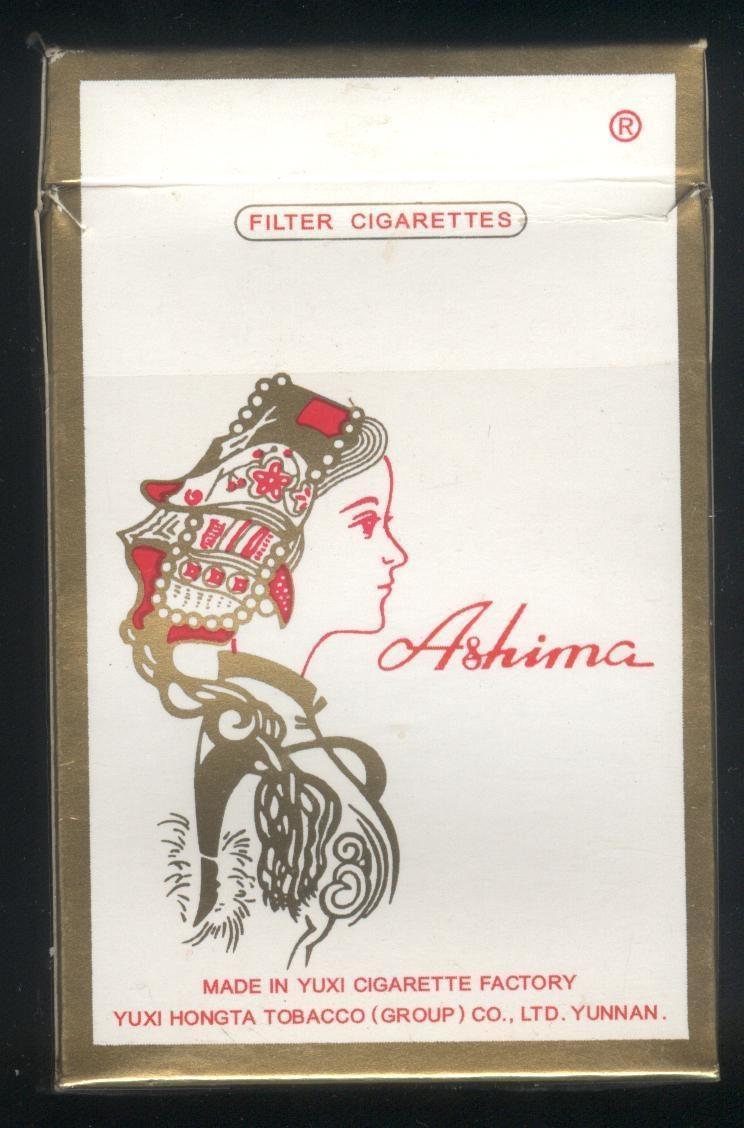 ®
FILTER CIGARETTES
Ashima
MADE IN YUXI CIGARETTE FACTORY
YUXI HONGTA TOBACCO (GROUP) CO., LTD. YUNNAN.